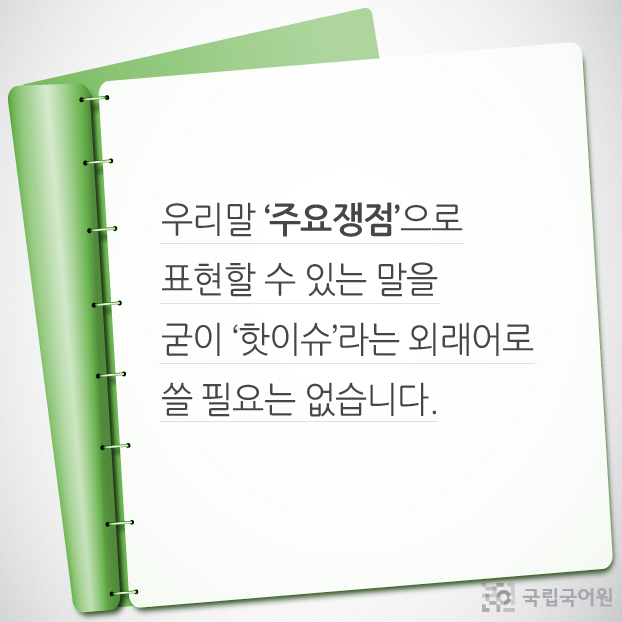 우리말 ‘주요쟁점’으로
표현할 수 있는 말을
굳이 ‘핫이슈’라는 외래어로
쓸 필요는 없습니다.
국립국어원